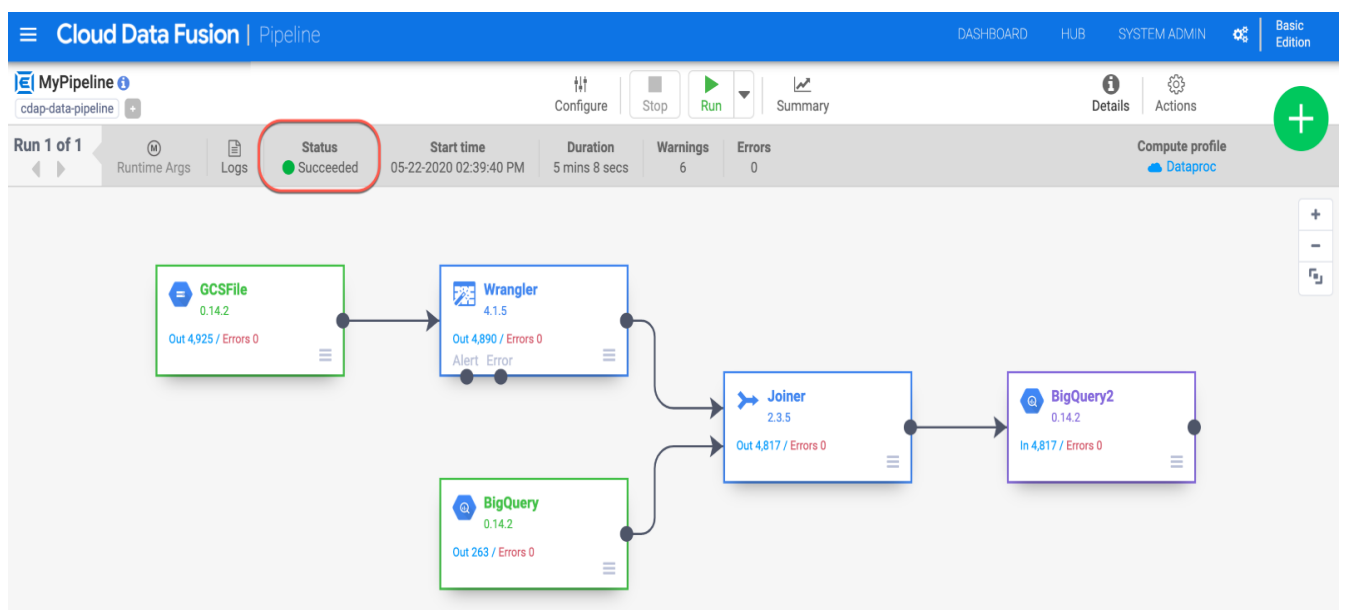 Cloud Data Fusion | Pipeline
DASHBOARD HUB SYSTEM ADMIN Basic Edition
MyPipeline
cdap-data-pipeline
Configure Stop Run Summary
Details Actions
Run 1 of 1
Runtime Args
Logs
Status
Succeeded
Start time
05-22-2020 02:39:40 PM
Duration
5 mins 8 secs
Warnings
6
Errors
0
Compute profile
Dataproc
GCSFile
0.14.2
Out 4,925 / Errors 0
Wrangler
4.1.5
Out 4,890 / Errors 0
Alert Error
Joiner
2.3.5
Out 4,817 / Errors 0
BigQuery2
0.14.2
In 4,817 / Errors 0
BigQuery
0.14.2
Out 263 / Errors 0